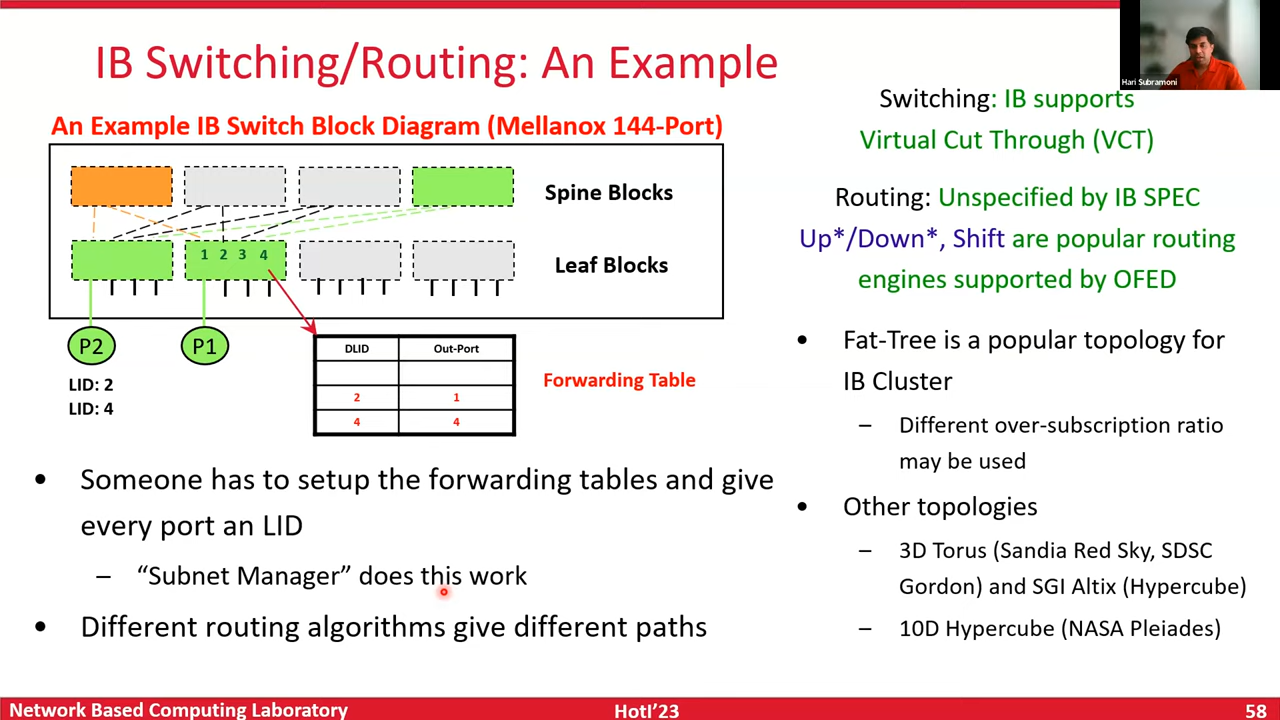 IB Switching/Routing: An Example
Hari Subramoni
An Example IB Switch Block Diagram (Mellanox 144-Port)
Spine Blocks
1 2 3 4
Leaf Blocks
P2
P1
LID: 2
LID: 4
DLID Out-Port
2 1
4 4
Forwarding Table
• Someone has to setup the forwarding tables and give
every port an LID
– “Subnet Manager” does this work
• Different routing algorithms give different paths
Switching: IB supports
Virtual Cut Through (VCT)
Routing: Unspecified by IB SPEC
Up*/Down*, Shift are popular routing
engines supported by OFED
• Fat-Tree is a popular topology for
IB Cluster
– Different over-subscription ratio
may be used
• Other topologies
– 3D Torus (Sandia Red Sky, SDSC
Gordon) and SGI Altix (Hypercube)
– 10D Hypercube (NASA Pleiades)
Network Based Computing Laboratory
HotI’23
58